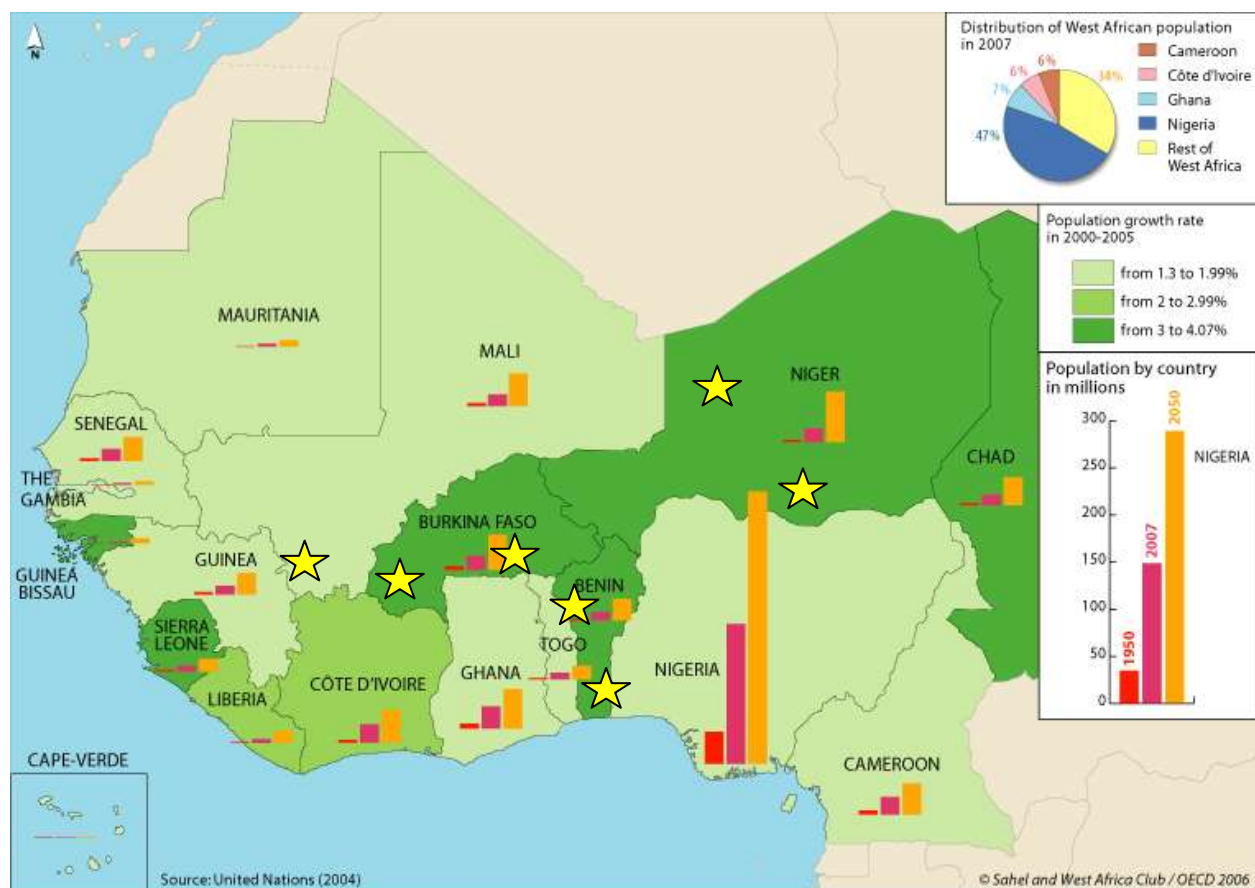 N
Distribution of West African population
in 2007
6%
6%
7%
47%
34%
Cameroon
Côte d'Ivoire
Ghana
Nigeria
Rest of
West Africa
Population growth rate
in 2000-2005
from 1.3 to 1.99%
from 2 to 2.99%
from 3 to 4.07%
Population by country
in millions
300
250
200
150
100
50
0
1950
2007
2050
NIGERIA
MAURITANIA
MALI
NIGER
CHAD
SENEGAL
THE
GAMBIA
GUINEA
BISSAU
GUINEA
BURKINA FASO
BENIN
SIERRA
LEONE
LIBERIA
CÔTE D'IVOIRE
GHANA
TOGO
NIGERIA
CAMEROON
CAPE-VERDE
Source: United Nations (2004)
© Sahel and West Africa Club / OECD 2006